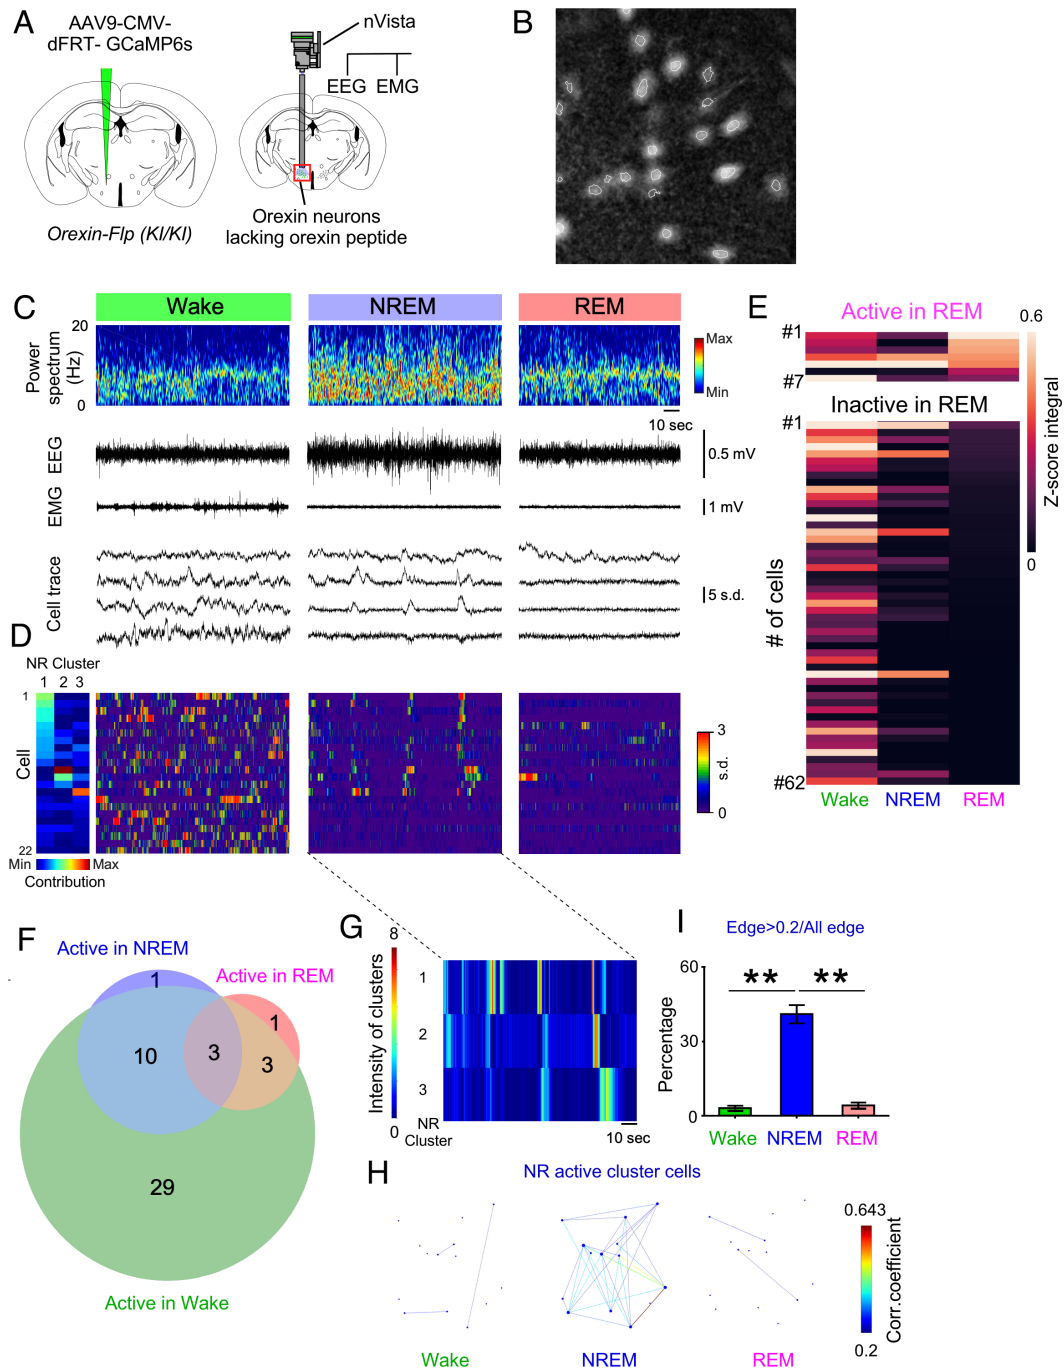 A
AAV9-CMV-
dFRT- GCaMP6s
nVista
EEG EMG
Orexin-Flp (KI/KI)
Orexin neurons
lacking orexin peptide
B
C
Wake
NREM
REM
20
Power
spectrum
(Hz)
0
Max
Min
10 sec
EEG
0.5 mV
EMG
1 mV
Cell trace
5 s.d.
D
NR Cluster
1 2 3
1
Cell
22
Min Max
Contribution
3
s.d.
0
E
Active in REM
0.6
#1
#7
Inactive in REM
#1
# of cells
#62
Z-score integral
0
Wake NREM REM
F
Active in NREM
Active in REM
1
1
10
3
3
29
Active in Wake
G
8
Intensity of clusters
0
1
2
3
NR
Cluster
10 sec
H
NR active cluster cells
Wake
NREM
REM
0.643
Corr.coefficient
0.2
I
Edge>0.2/All edge
60
30
0
Percentage
** **
Wake NREM REM